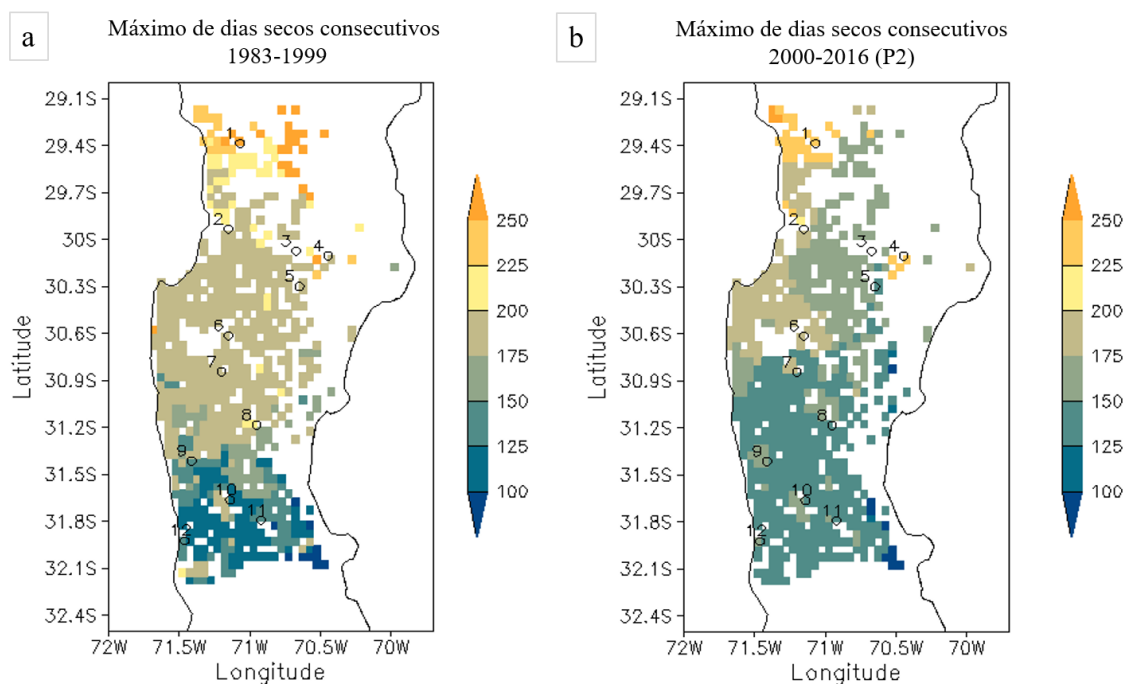 a
Máximo de dias secos consecutivos
1983-1999
29.1S
29.4S
29.7S
30S
30.3S
30.6S
30.9S
31.2S
31.5S
31.8S
32.1S
32.4S
Latitude
72W 71.5W 71W 70.5W 70W
Longitude
1
2
3
4
5
6
7
8
9
10
11
12
250
225
200
175
150
125
100
b
Máximo de dias secos consecutivos
2000-2016 (P2)
29.1S
29.4S
29.7S
30S
30.3S
30.6S
30.9S
31.2S
31.5S
31.8S
32.1S
32.4S
Latitude
72W 71.5W 71W 70.5W 70W
Longitude
1
2
3
4
5
6
7
8
9
10
11
12
250
225
200
175
150
125
100